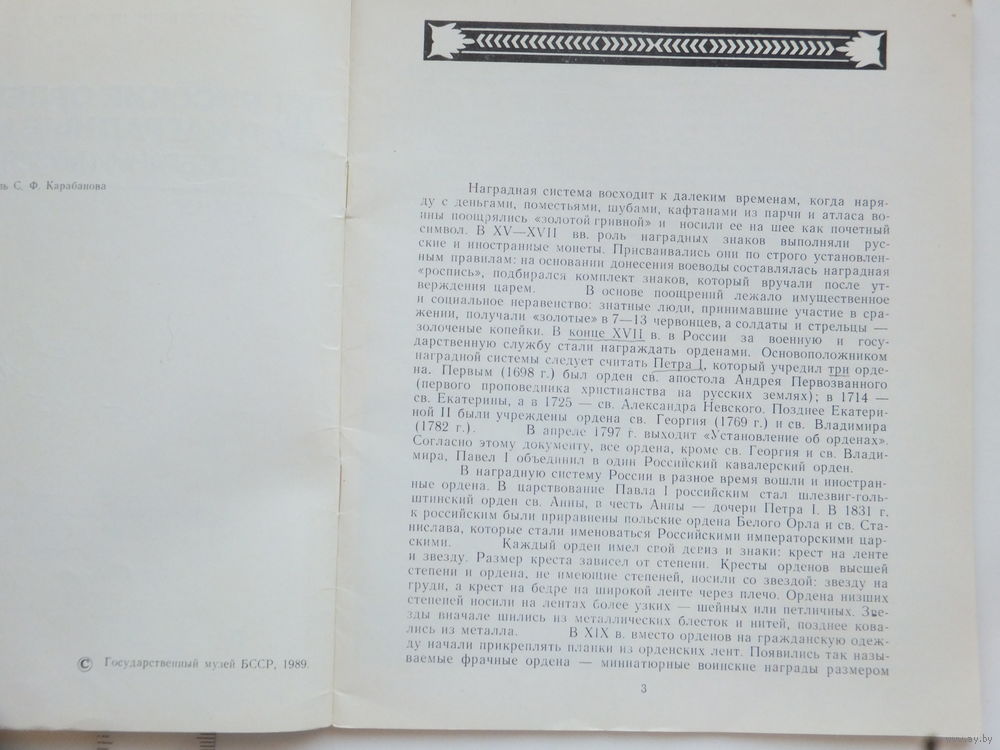 ль С. Ф. Карабанова
© Государственный музей БССР, 1989.
Наградная система восходит к далеким временам, когда наря-
ду с деньгами, поместьями, шубами, кафтанами из парчи и атласа во-
ины поощрялись «золотой гривной» и носили ее на шее как почетный
символ. В XV—XVII вв. роль наградных знаков выполняли рус-
ские и иностранные монеты. Присваивались они по строго установлен-
ным правилам: на основании донесения воеводы составлялась наградная
«роспись», подбирался комплект знаков, который вручали после ут-
верждения царем. В основе поощрений лежало имущественное
и социальное неравенство: знатные люди, принимавшие участие в сра-
жении, получали «золотые» в 7—13 червонцев, а солдаты и стрельцы —
золоченые копейки. В конце XVII в. в России за военную и госу-
дарственную службу стали награждать орденами. Основоположником
наградной системы следует считать Петра I, который учредил три орде-
на. Первым (1698 г.) был орден св. апостола Андрея Первозванного
(первого проповедника христианства на русских землях); в 1714 —
св. Екатерины, а в 1725 — св. Александра Невского. Позднее Екатери-
ной II были учреждены ордена св. Георгия (1769 г.) и св. Владимира
(1782 г.). В апреле 1797 г. выходит «Установление об орденах».
Согласно этому документу, все ордена, кроме св. Георгия и св. Влади-
мира, Павел I объединил в один Российский кавалерский орден.
В наградную систему России в разное время вошли и иностран-
ные ордена. В царствование Павла I российским стал шлезвиг-голь-
штинский орден св. Анны, в честь Анны — дочери Петра I. В 1831 г.
к российским были приравнены польские ордена Белого Орла и св. Ста-
нислава, которые стали именоваться Российскими императорскими цар-
скими. Каждый орден имел свой девиз и знаки: крест на ленте
и звезду. Размер креста зависел от степени. Кресты орденов высшей
степени и ордена, не имеющие степеней, носили со звездой: звезду на
груди, а крест на бедре на широкой ленте через плечо. Ордена низших
степеней носили на лентах более узких — шейных или петличных. Зве-
зды вначале шились из металлических блесток и нитей, позднее кова-
лись из металла. В XIX в. вместо орденов на гражданскую одеж-
ду начали прикреплять планки из орденских лент. Появились так назы-
ваемые фрачные ордена — миниатюрные воинские награды размером
3
www.ay.by